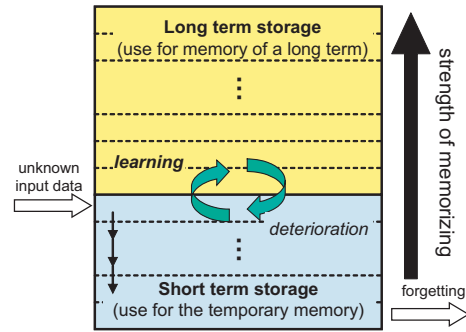 Long term storage
(use for memory of a long term)
strength of memorizing
learning
unknown
input data
deterioration
Short term storage
(use for the temporary memory)
forgetting